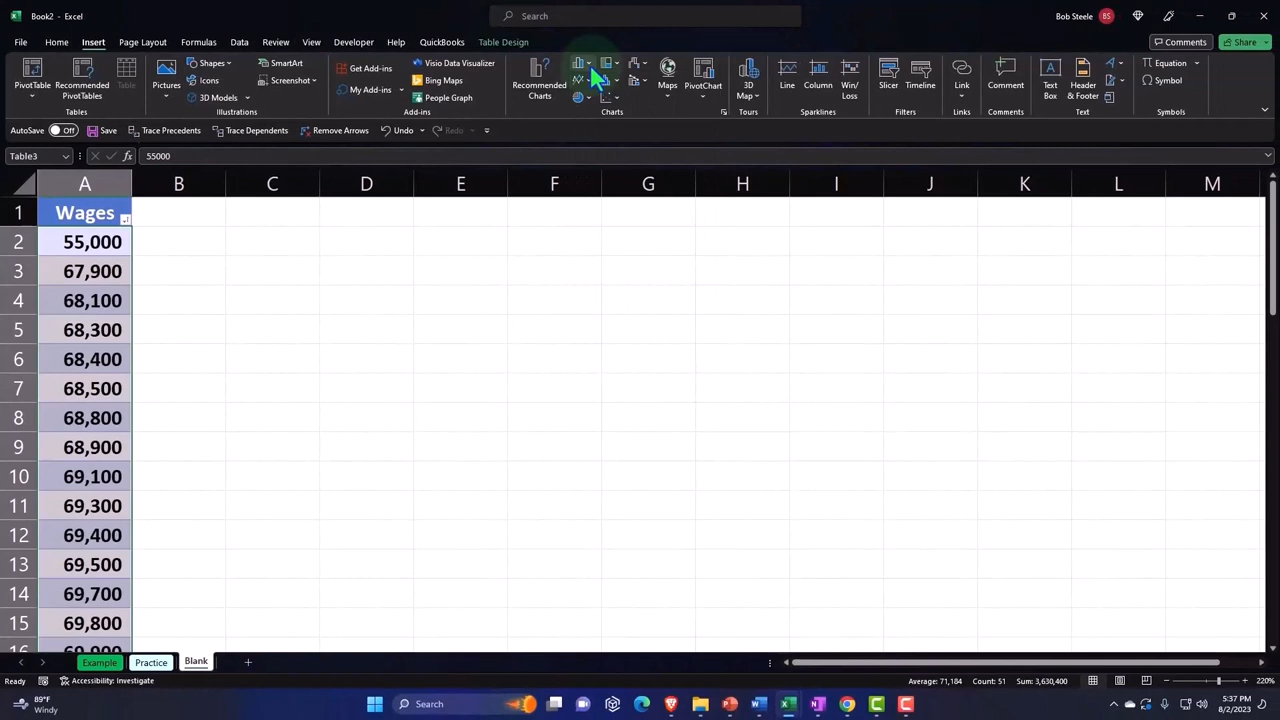 Book2 - Excel
Search
Bob Steele BS
File Home Insert Page Layout Formulas Data Review View Developer Help QuickBooks Table Design
Comments Share
PivotTable Recommended PivotTables Table Pictures Shapes Icons 3D Models SmartArt Screenshot
Get Add-ins My Add-ins Visio Data Visualizer Bing Maps People Graph
Recommended Charts Maps PivotChart 3D Map Line Column Win/Loss Slicer Timeline Link Comment Text Box Header & Footer Equation Symbol
Tables Illustrations Add-ins Charts Tours Sparklines Filters Links Comments Text Symbols
AutoSave Off Save Trace Precedents Trace Dependents Remove Arrows Undo Redo
Table3 fx 55000
A B C D E F G H I J K L M
1 Wages
2 55,000
3 67,900
4 68,100
5 68,300
6 68,400
7 68,500
8 68,800
9 68,900
10 69,100
11 69,300
12 69,400
13 69,500
14 69,700
15 69,800
16 69,900
Example Practice Blank
Ready Accessibility: Investigate Average: 71,184 Count: 51 Sum: 3,630,400 220%
89°F
Windy
Search
5:37 PM
8/2/2023